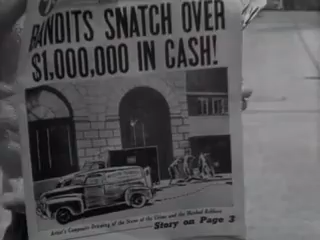 BANDITS SNATCH OVER
$1,000,000 IN CASH!
Artist's Composite Drawing of the Scene of the Crime and the Masked Robbers
Story on Page 3